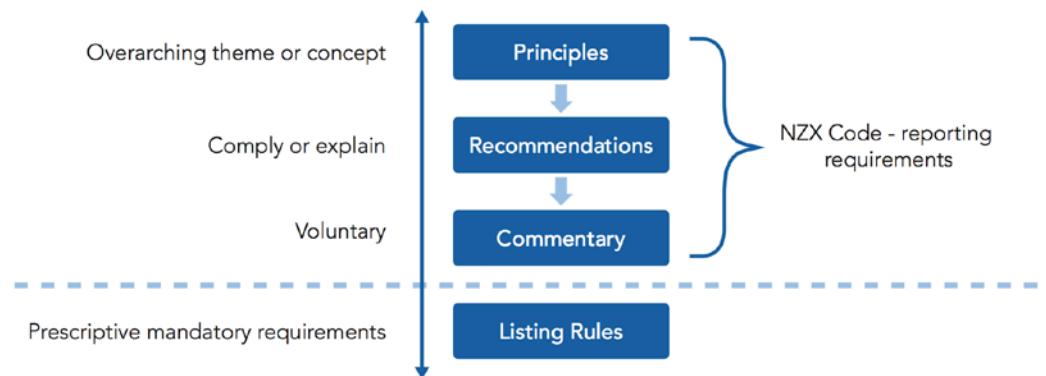 Overarching theme or concept
Principles
Comply or explain
Recommendations
NZX Code - reporting
requirements
Voluntary
Commentary
Prescriptive mandatory requirements
Listing Rules